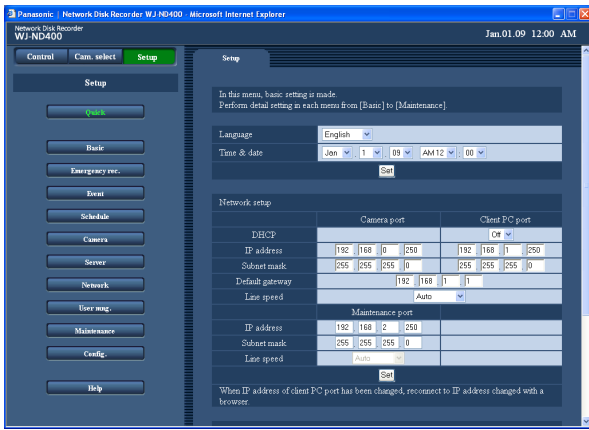 Panasonic | Network Disk Recorder WJ-ND400 - Microsoft Internet Explorer
Network Disk Recorder
WJ-ND400
Jan.01.09 12:00 AM
Control Cam. select Setup
Setup
Quick
Basic
Emergency rec.
Event
Schedule
Camera
Server
Network
User mng.
Maintenance
Config.
Help
Setup
In this menu, basic setting is made.
Perform detail setting in each menu from [Basic] to [Maintenance].
Language English
Time & date Jan . 1 . 09 AM12 : 00
Set
Network setup
Camera port Client PC port
DHCP Off
IP address 192 . 168 . 0 . 250 192 . 168 . 1 . 250
Subnet mask 255 . 255 . 255 . 0 255 . 255 . 255 . 0
Default gateway 192 . 168 . 1 . 1
Line speed Auto
Maintenance port
IP address 192 . 168 . 2 . 250
Subnet mask 255 . 255 . 255 . 0
Line speed Auto
Set
When IP address of client PC port has been changed, reconnect to IP address changed with a
browser.